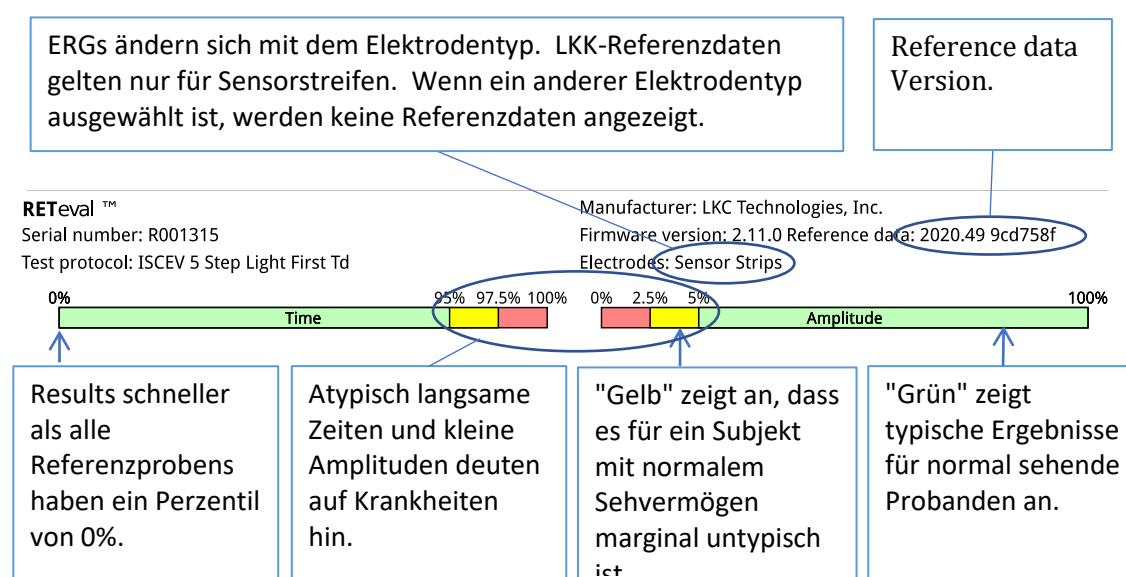 ERGs ändern sich mit dem Elektrodentyp.  LKK-Referenzdaten
gelten nur für Sensorstreifen.  Wenn ein anderer Elektrodentyp
ausgewählt ist, werden keine Referenzdaten angezeigt.
Reference data
Version.
RETeval ™
Serial number: R001315
Test protocol: ISCEV 5 Step Light First Td
Manufacturer: LKC Technologies, Inc.
Firmware version: 2.11.0 Reference data: 2020.49 9cd758f
Electrodes: Sensor Strips
0% 95% 97.5% 100% 0% 2.5% 5% 100%
Time Amplitude
Results schneller
als alle
Referenzprobens
haben ein Perzentil
von 0%.
Atypisch langsame
Zeiten und kleine
Amplituden deuten
auf Krankheiten
hin.
"Gelb" zeigt an, dass
es für ein Subjekt
mit normalem
Sehvermögen
marginal untypisch
ist
"Grün" zeigt
typische Ergebnisse
für normal sehende
Probanden an.